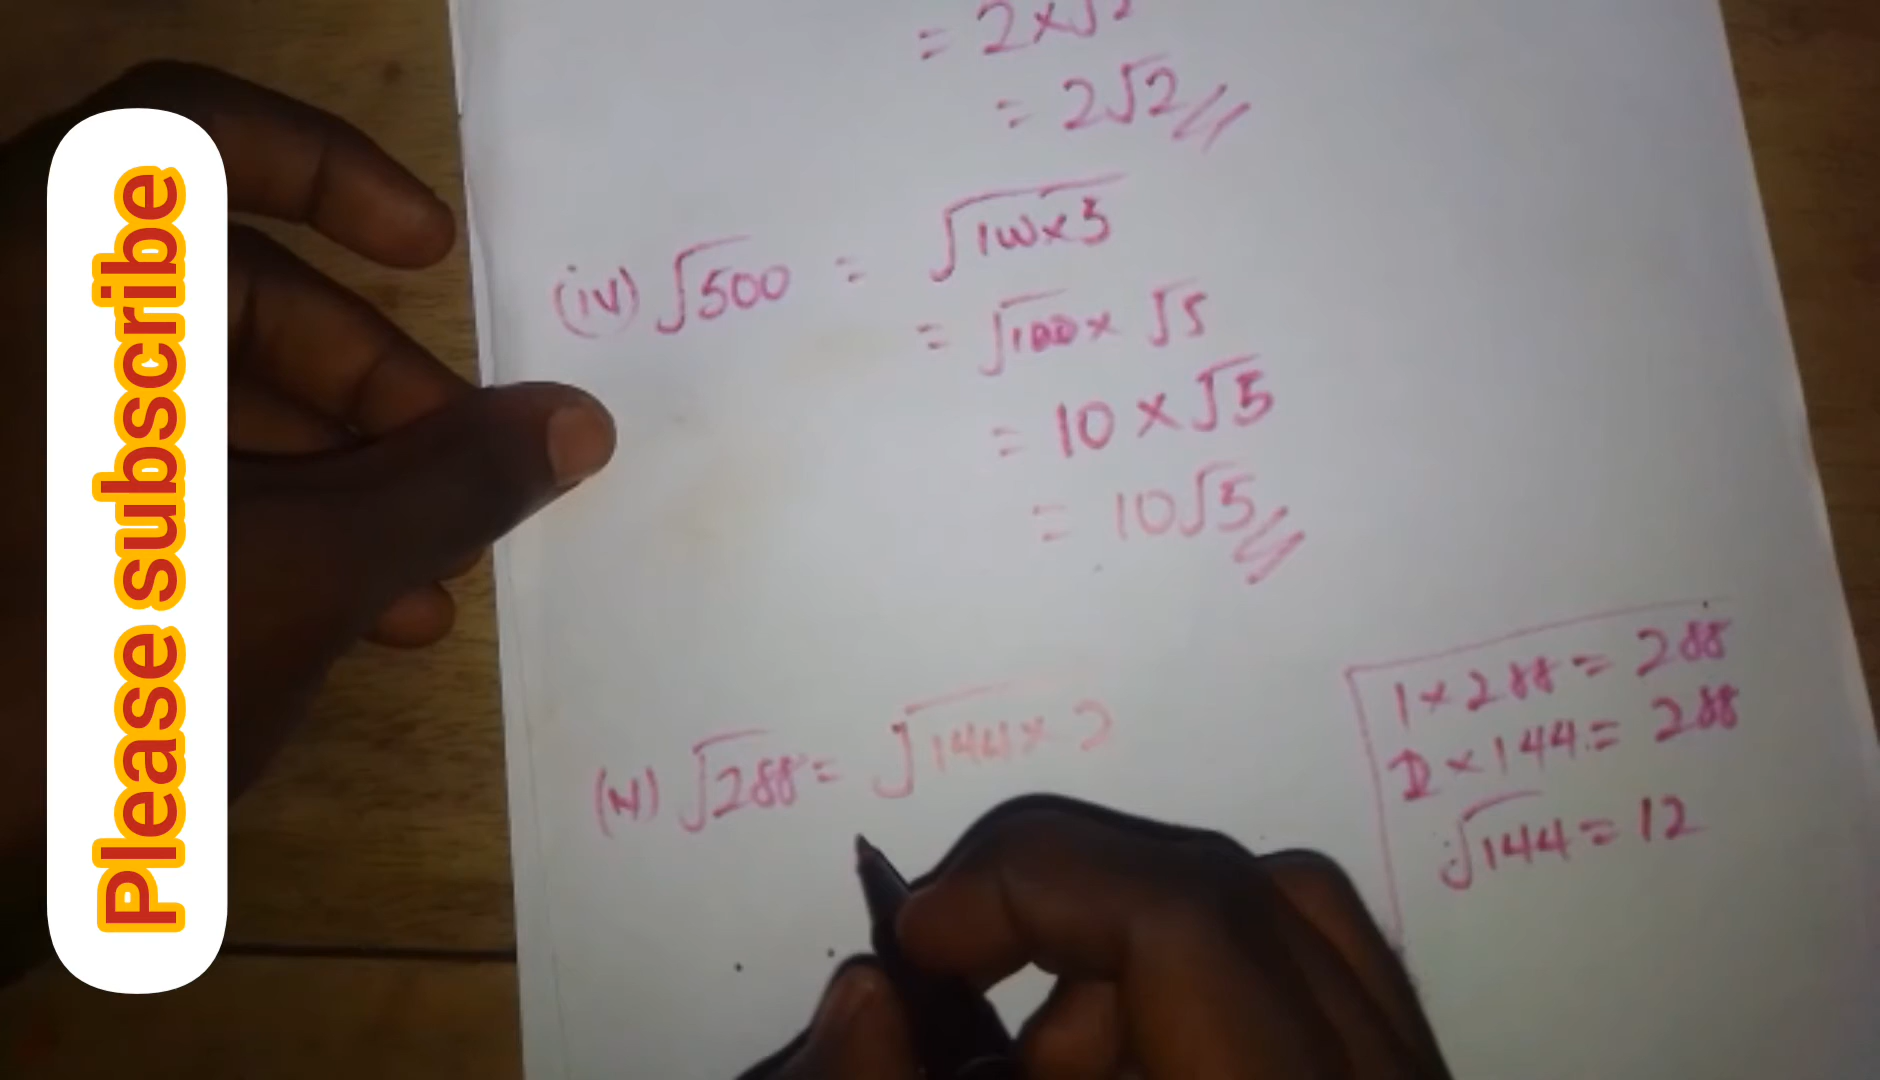 Please subscribe
= 2×√2
= 2√2
(iv) √500 = √100×5
= √100 × √5
= 10 × √5
= 10√5
(v) √288 = √144 × 2
1 × 288 = 288
2 × 144 = 288
√144 = 12